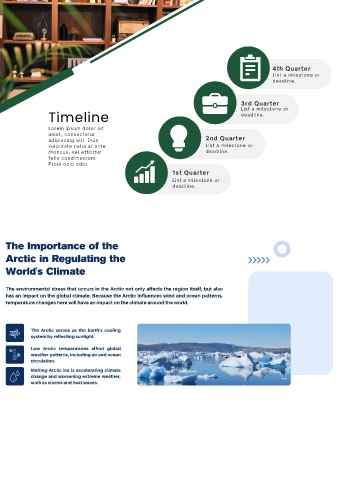 4th Quarter
List a milestone or
deadline.
3rd Quarter
List a milestone or
deadline.
Timeline
Lorem ipsum dolor sit
amet, consectetur
adipiscing elit. Duis
vulputate nulla at ante
rhoncus, vel efficitur
felis condimentum.
Proin odio odio.
2nd Quarter
List a milestone or
deadline.
1st Quarter
List a milestone or
deadline.
The Importance of the
Arctic in Regulating the
World's Climate
The environmental stress that occurs in the Arctic not only affects the region itself, but also
has an impact on the global climate. Because the Arctic influences wind and ocean patterns,
temperature changes here will have an impact on the climate around the world.
The Arctic serves as the Earth's cooling
system by reflecting sunlight.
Low Arctic temperatures affect global
weather patterns, including air and ocean
circulation.
Melting Arctic ice is accelerating climate
change and worsening extreme weather,
such as storms and heat waves.